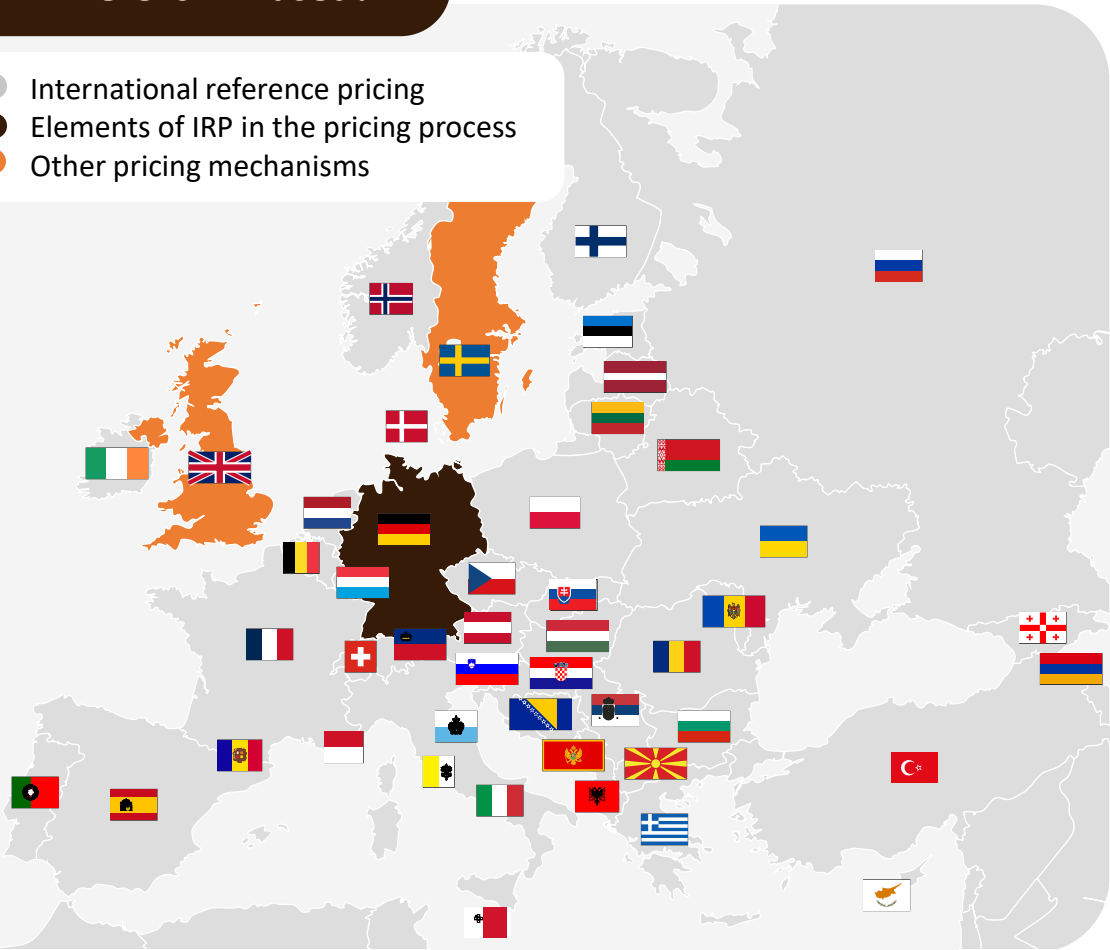 International reference pricing
Elements of IRP in the pricing process
Other pricing mechanisms